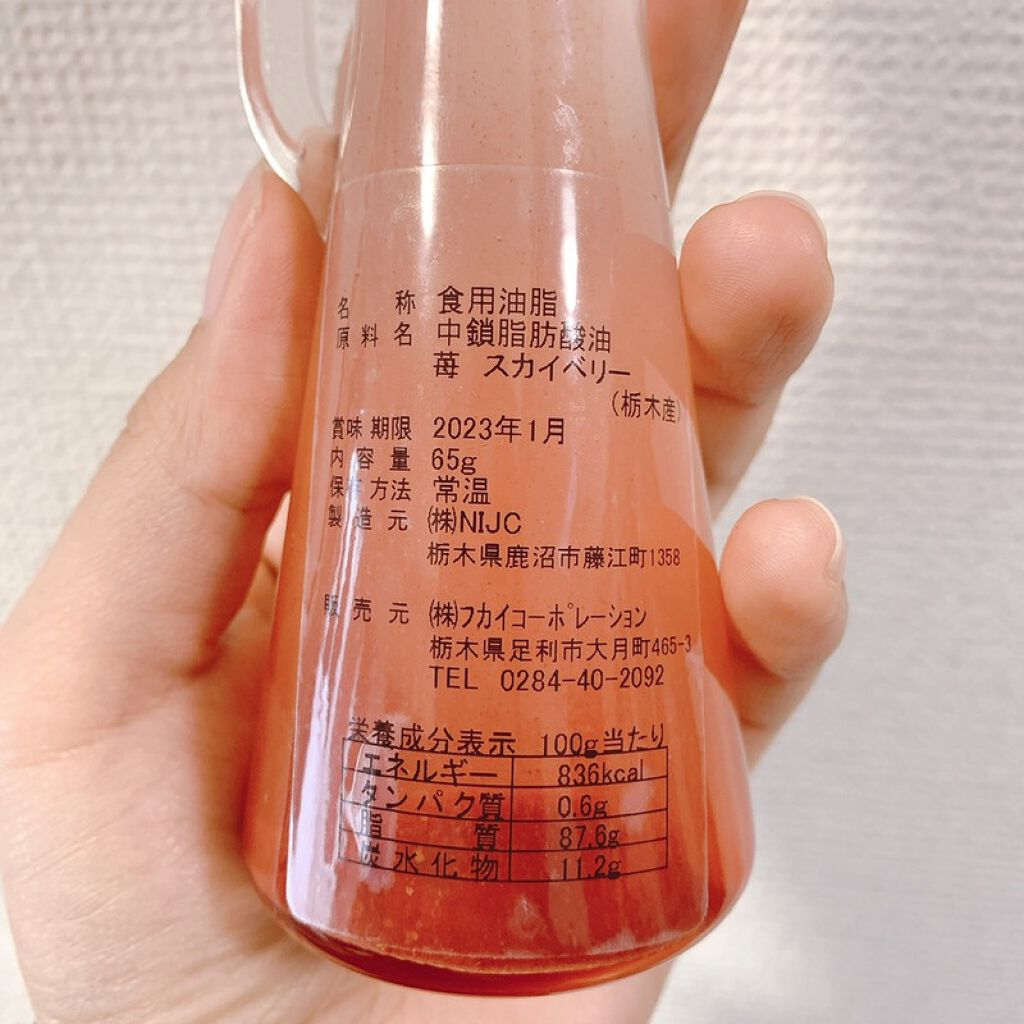 名称 食用油脂
原料名 中鎖脂肪酸油
苺 スカイベリー
(栃木産)
賞味期限 2023年1月
内容量 65g
保存方法 常温
製造元 ㈱NIJC
栃木県鹿沼市藤江町1358
販売元 ㈱フカイコーポレーション
栃木県足利市大月町465-3
TEL 0284-40-2092
栄養成分表示 100g当たり
エネルギー 836kcal
タンパク質 0.6g
脂質 87.6g
炭水化物 11.2g